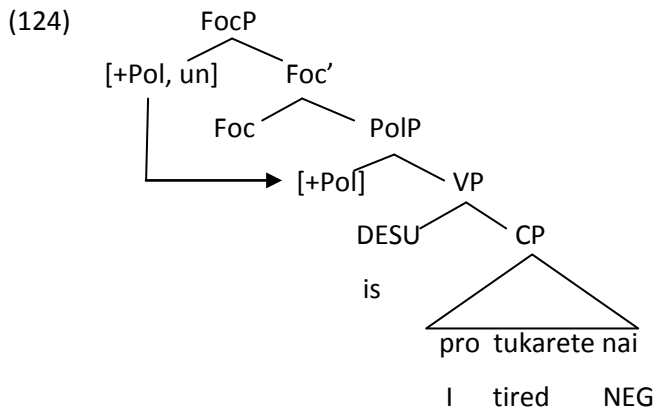 (124) FocP
[+Pol, un] Foc’
Foc PolP
[+Pol] VP
DESU CP
is
pro tukarete nai
I tired NEG